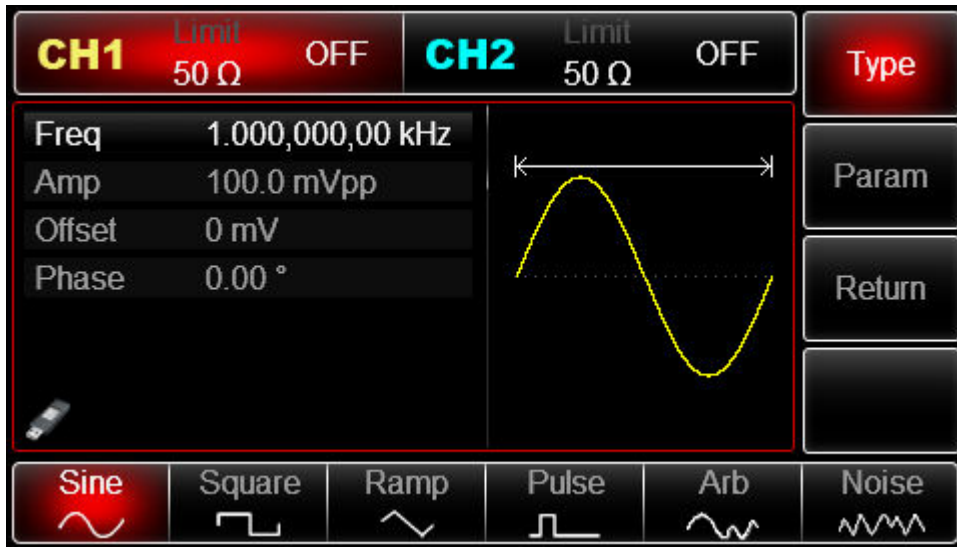 CH1 Limit 50 Ω OFF
CH2 Limit 50 Ω OFF
Type
Freq 1.000,000,00 kHz
Amp 100.0 mVpp
Offset 0 mV
Phase 0.00 °
Param
Return
Sine Square Ramp Pulse Arb Noise